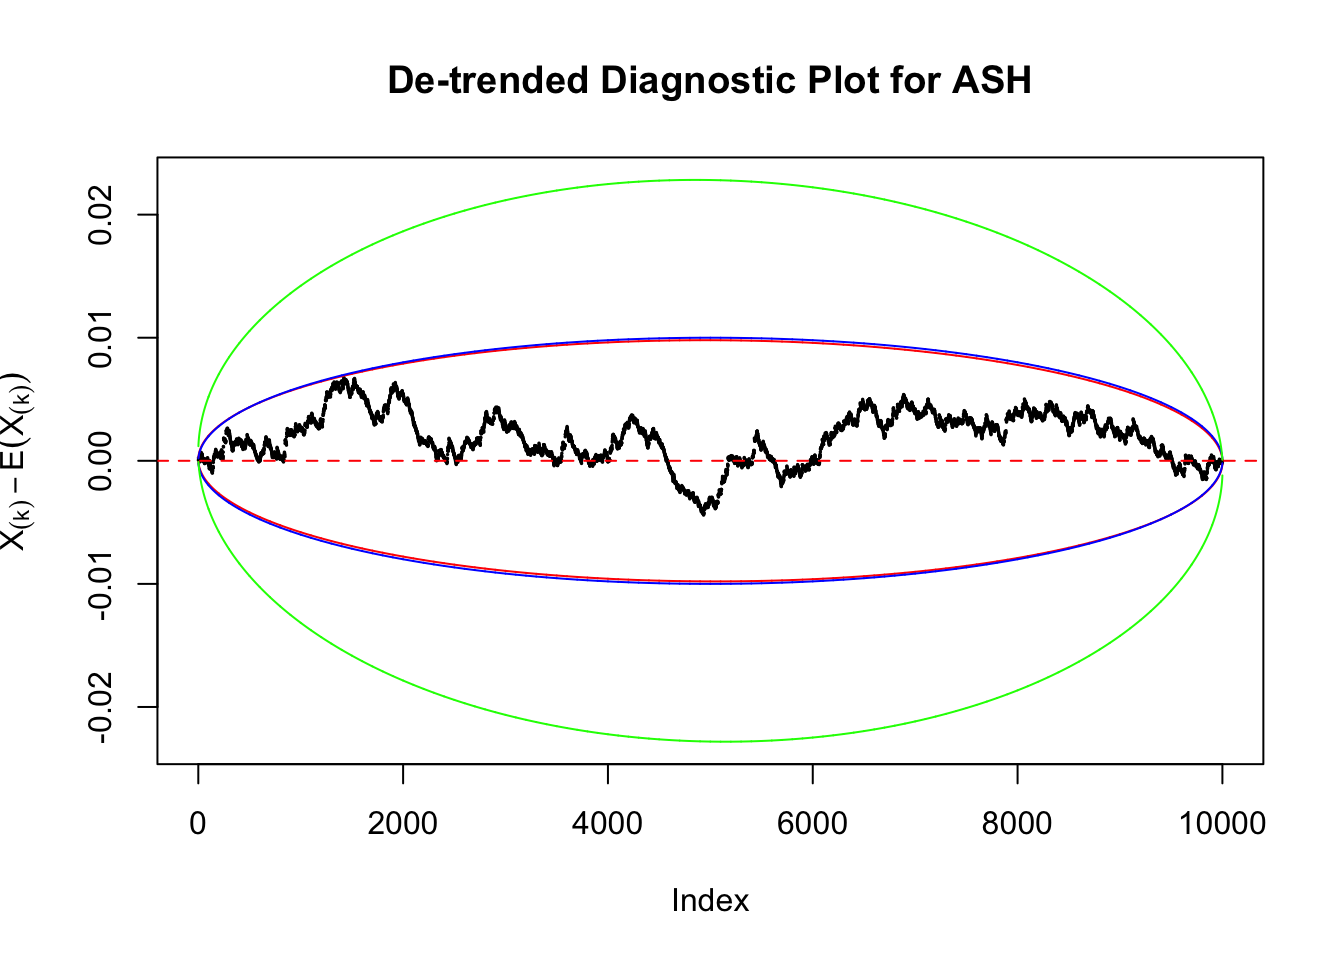 De-trended Diagnostic Plot for ASH
X(k) − E(X(k))
0.02
0.01
0.00
-0.01
-0.02
0 2000 4000 6000 8000 10000
Index